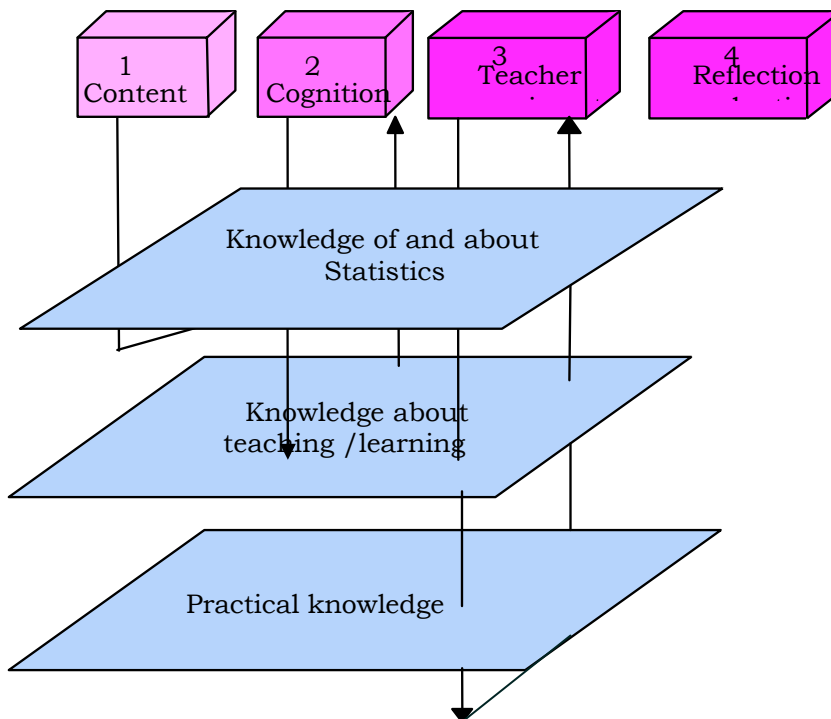 1
Content
2
Cognition
3
Teacher
4
Reflection
Knowledge of and about
Statistics
Knowledge about
teaching /learning
Practical knowledge